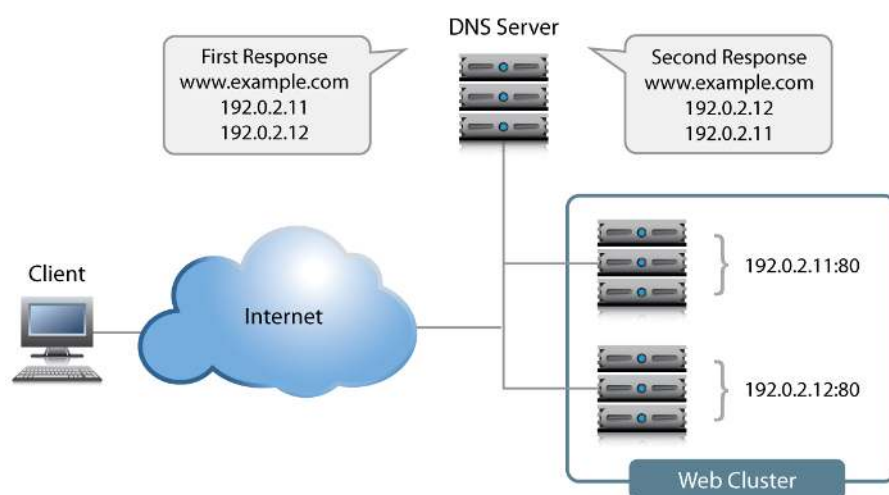 DNS Server
First Response
www.example.com
192.0.2.11
192.0.2.12
Second Response
www.example.com
192.0.2.12
192.0.2.11
Client
Internet
192.0.2.11:80
192.0.2.12:80
Web Cluster